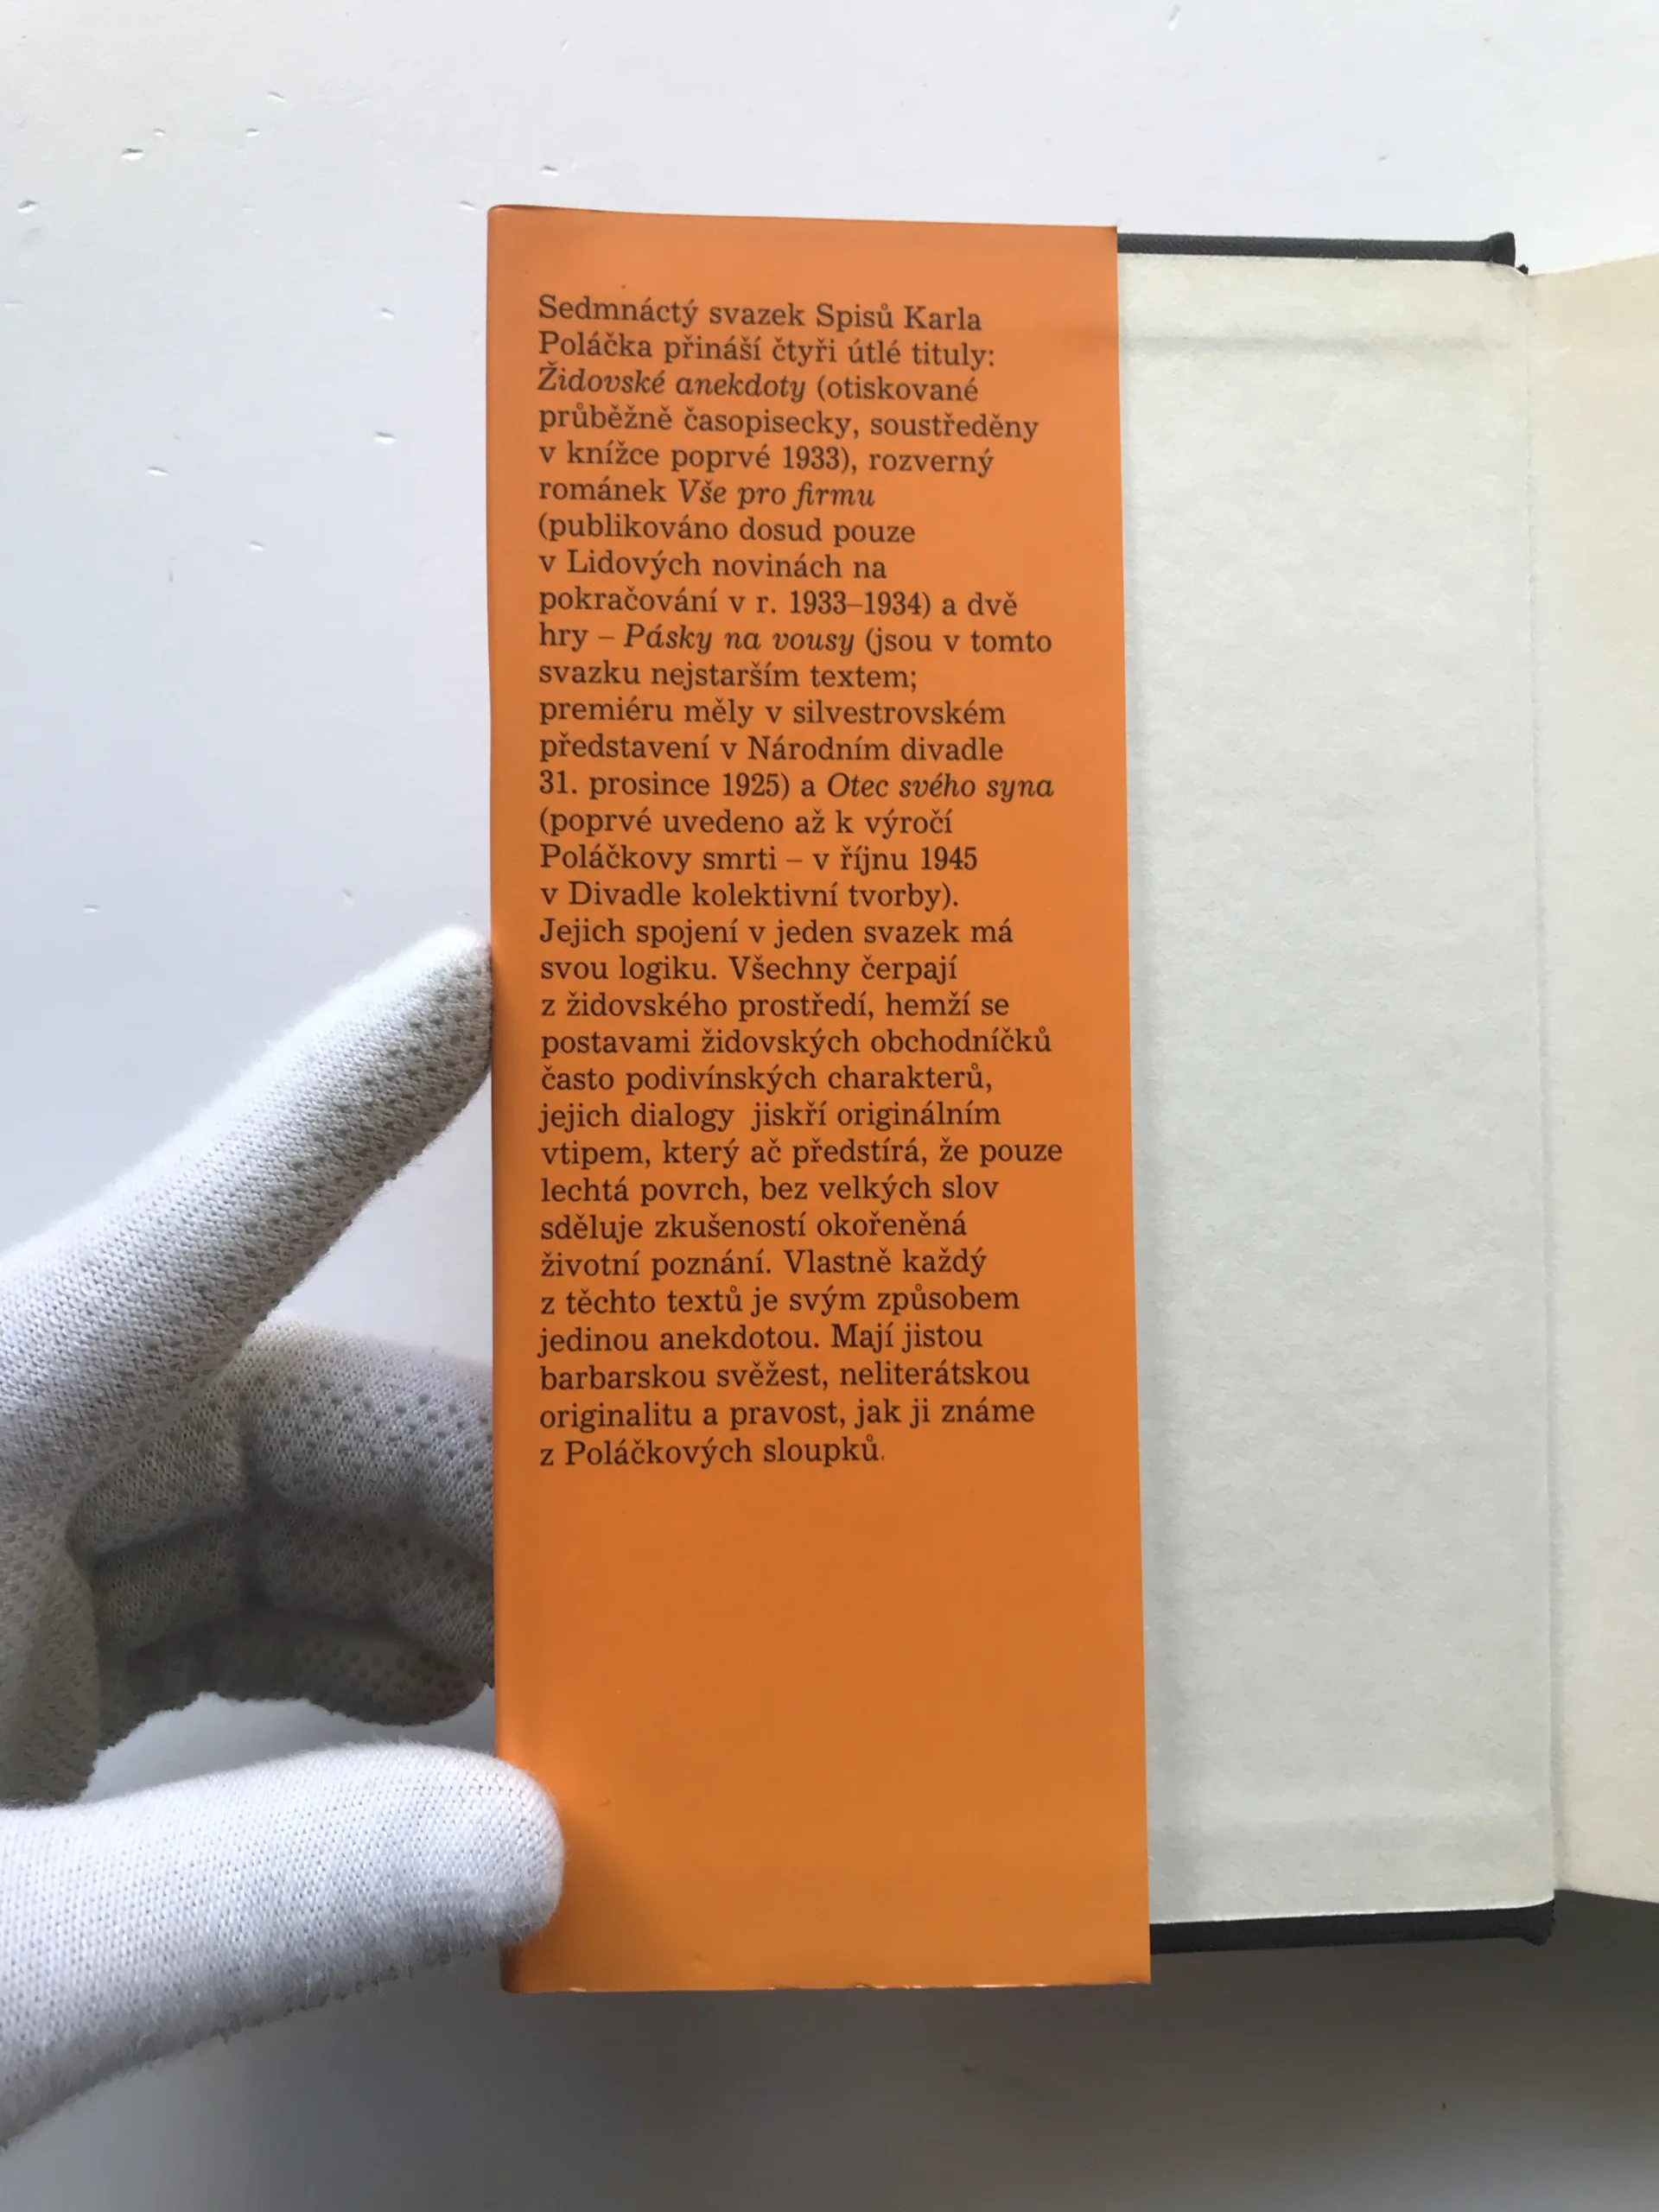 Sedmnáctý svazek Spisů Karla
Poláčka přináší čtyři útlé tituly:
Židovské anekdoty (otiskované
průběžně časopisecky, soustředěny
v knížce poprvé 1933), rozverný
románek Vše pro firmu
(publikováno dosud pouze
v Lidových novinách na
pokračování v r. 1933–1934) a dvě
hry – Pásky na vousy (jsou v tomto
svazku nejstarším textem;
premiéru měly v silvestrovském
představení v Národním divadle
31. prosince 1925) a Otec svého syna
(poprvé uvedeno až k výročí
Poláčkovy smrti – v říjnu 1945
v Divadle kolektivní tvorby).
Jejich spojení v jeden svazek má
svou logiku. Všechny čerpají
z židovského prostředí, hemží se
postavami židovských obchodníčků
často podivínských charakterů,
jejich dialogy jiskří originálním
vtipem, který ač předstírá, že pouze
lechtá povrch, bez velkých slov
sděluje zkušeností okořeněná
životní poznání. Vlastně každý
z těchto textů je svým způsobem
jedinou anekdotou. Mají jistou
barbarskou svěžest, neliterátskou
originalitu a pravost, jak ji známe
z Poláčkových sloupků.